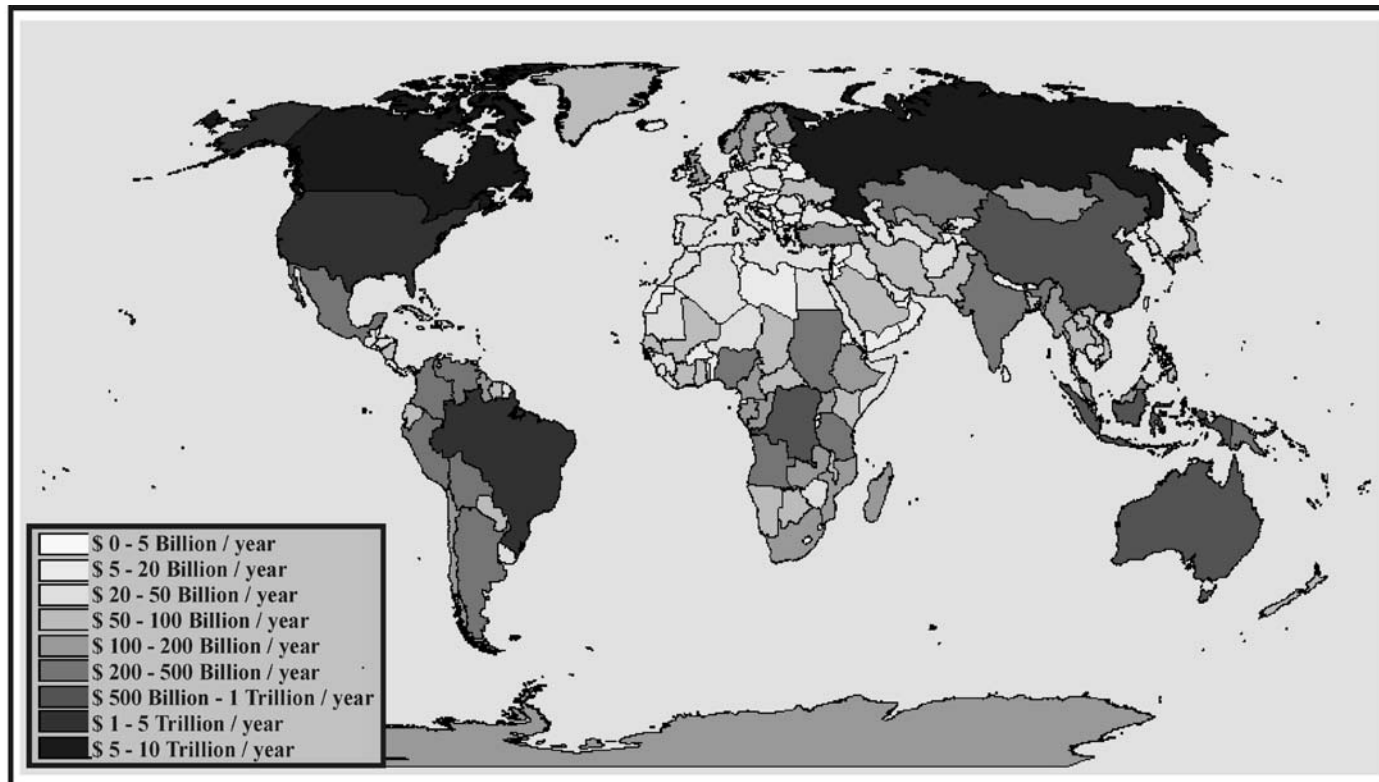 $ 0 - 5 Billion / year
$ 5 - 20 Billion / year
$ 20 - 50 Billion / year
$ 50 - 100 Billion / year
$ 100 - 200 Billion / year
$ 200 - 500 Billion / year
$ 500 Billion - 1 Trillion / year
$ 1 - 5 Trillion / year
$ 5 - 10 Trillion / year